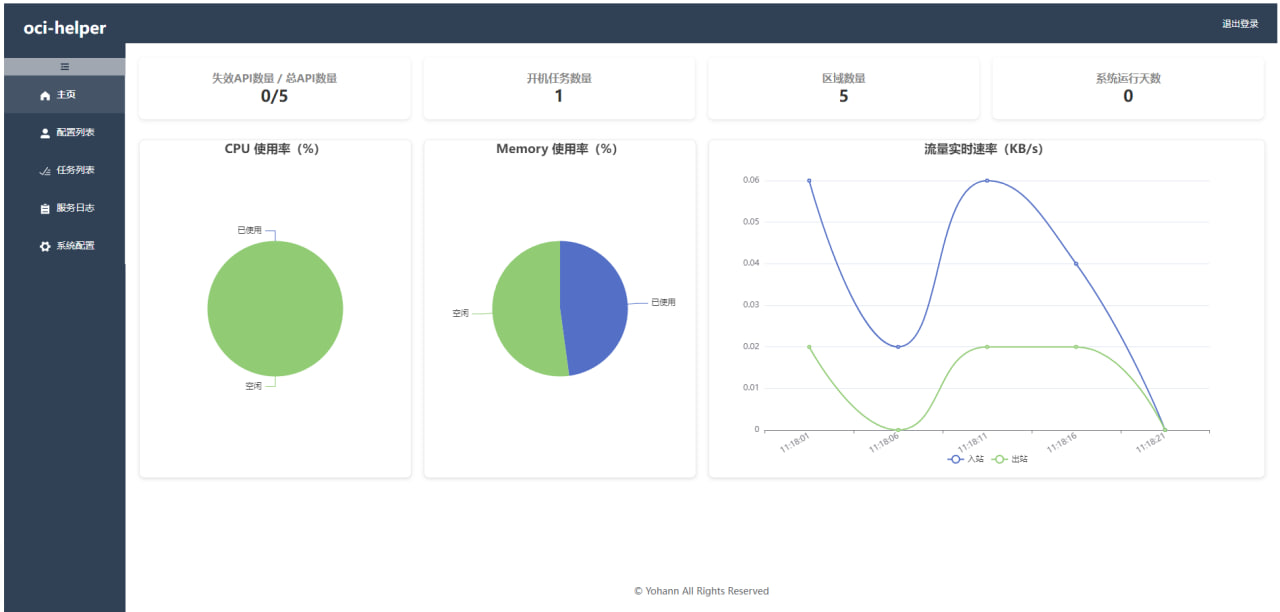 oci-helper
退出登录
主页
配置列表
任务列表
服务日志
系统配置
失效API数量 / 总API数量
0/5
开机任务数量
1
区域数量
5
系统运行天数
0
CPU 使用率（%）
已使用
空闲
Memory 使用率（%）
已使用
空闲
流量实时速率（KB/s）
0.06
0.05
0.04
0.03
0.02
0.01
0
11:18:01
11:18:06
11:18:11
11:18:16
11:18:21
入站
出站
© Yohann All Rights Reserved